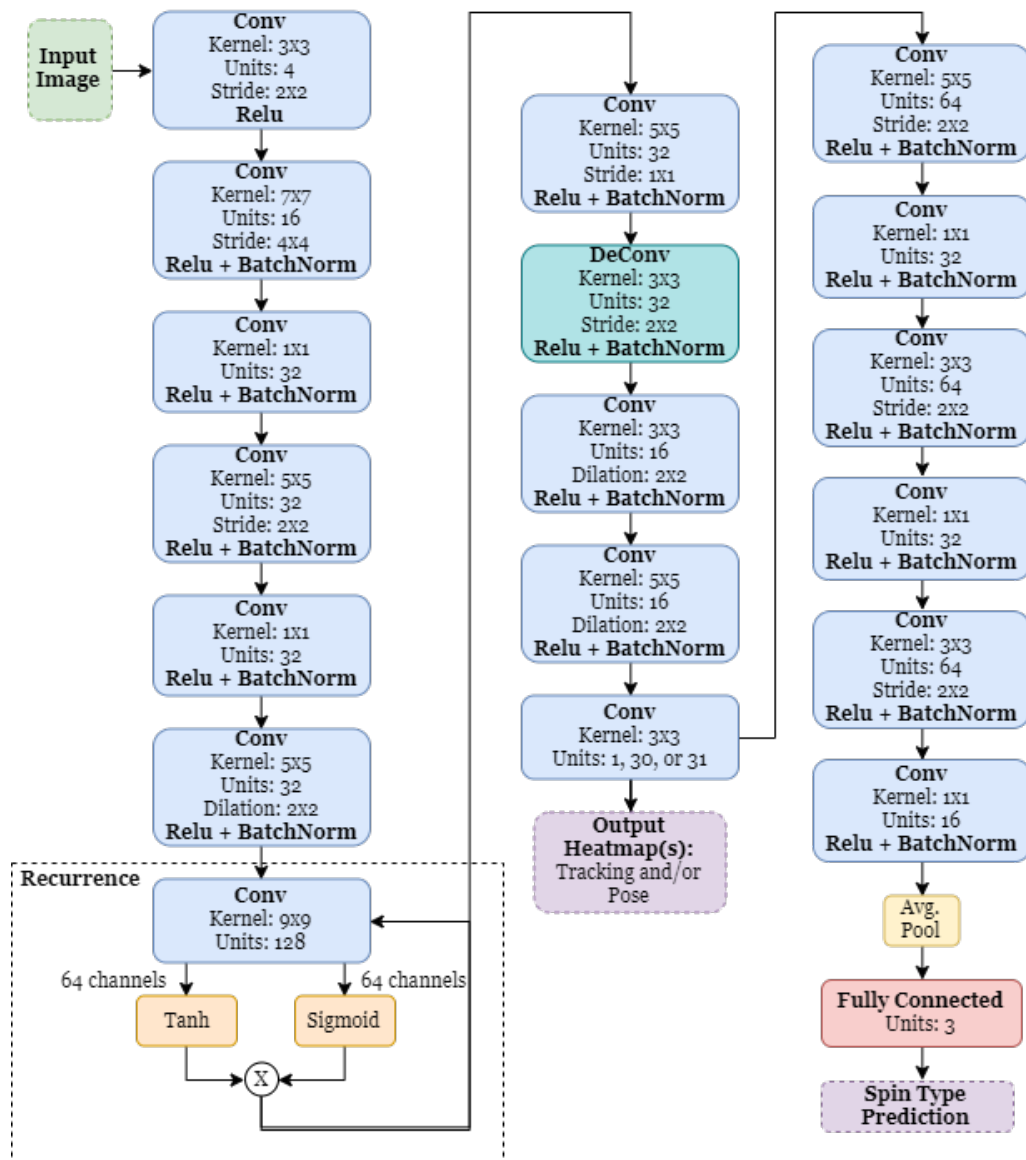 Input
Image
Conv
Kernel: 3x3
Units: 4
Stride: 2x2
Relu
Conv
Kernel: 7x7
Units: 16
Stride: 4x4
Relu + BatchNorm
Conv
Kernel: 1x1
Units: 32
Relu + BatchNorm
Conv
Kernel: 5x5
Units: 32
Stride: 2x2
Relu + BatchNorm
Conv
Kernel: 1x1
Units: 32
Relu + BatchNorm
Conv
Kernel: 5x5
Units: 32
Dilation: 2x2
Relu + BatchNorm
Recurrence
Conv
Kernel: 9x9
Units: 128
64 channels
64 channels
Tanh
Sigmoid
X
Conv
Kernel: 5x5
Units: 32
Stride: 1x1
Relu + BatchNorm
DeConv
Kernel: 3x3
Units: 32
Stride: 2x2
Relu + BatchNorm
Conv
Kernel: 3x3
Units: 16
Dilation: 2x2
Relu + BatchNorm
Conv
Kernel: 5x5
Units: 16
Dilation: 2x2
Relu + BatchNorm
Conv
Kernel: 3x3
Units: 1, 30, or 31
Output
Heatmap(s):
Tracking and/or
Pose
Conv
Kernel: 5x5
Units: 64
Stride: 2x2
Relu + BatchNorm
Conv
Kernel: 1x1
Units: 32
Relu + BatchNorm
Conv
Kernel: 3x3
Units: 64
Stride: 2x2
Relu + BatchNorm
Conv
Kernel: 1x1
Units: 32
Relu + BatchNorm
Conv
Kernel: 3x3
Units: 64
Stride: 2x2
Relu + BatchNorm
Conv
Kernel: 1x1
Units: 16
Relu + BatchNorm
Avg.
Pool
Fully Connected
Units: 3
Spin Type
Prediction